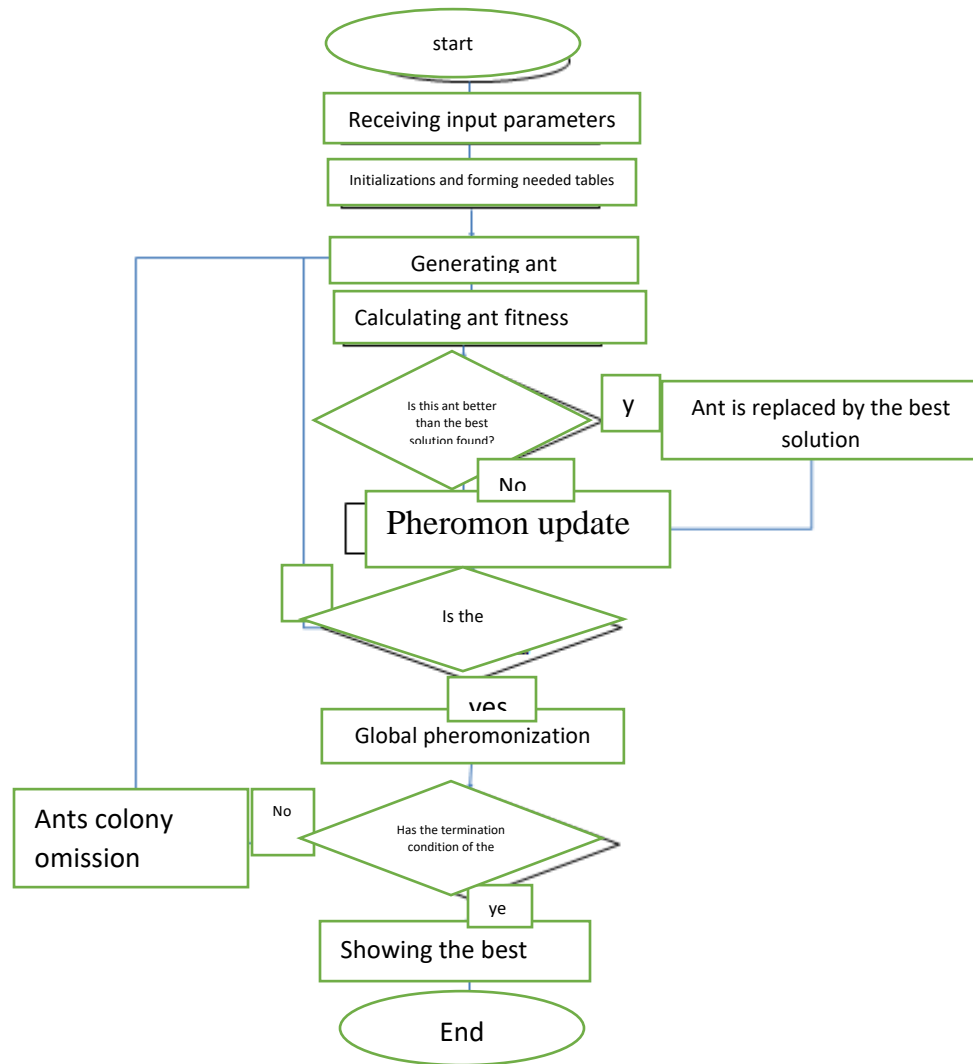 start
Receiving input parameters
Initializations and forming needed tables
Generating ant
Calculating ant fitness
Is this ant better
than the best
solution found?
y
Ant is replaced by the best
solution
No
Pheromon update
Is the
yes
Global pheromonization
Ants colony
omission
No
Has the termination
condition of the
ye
Showing the best
End